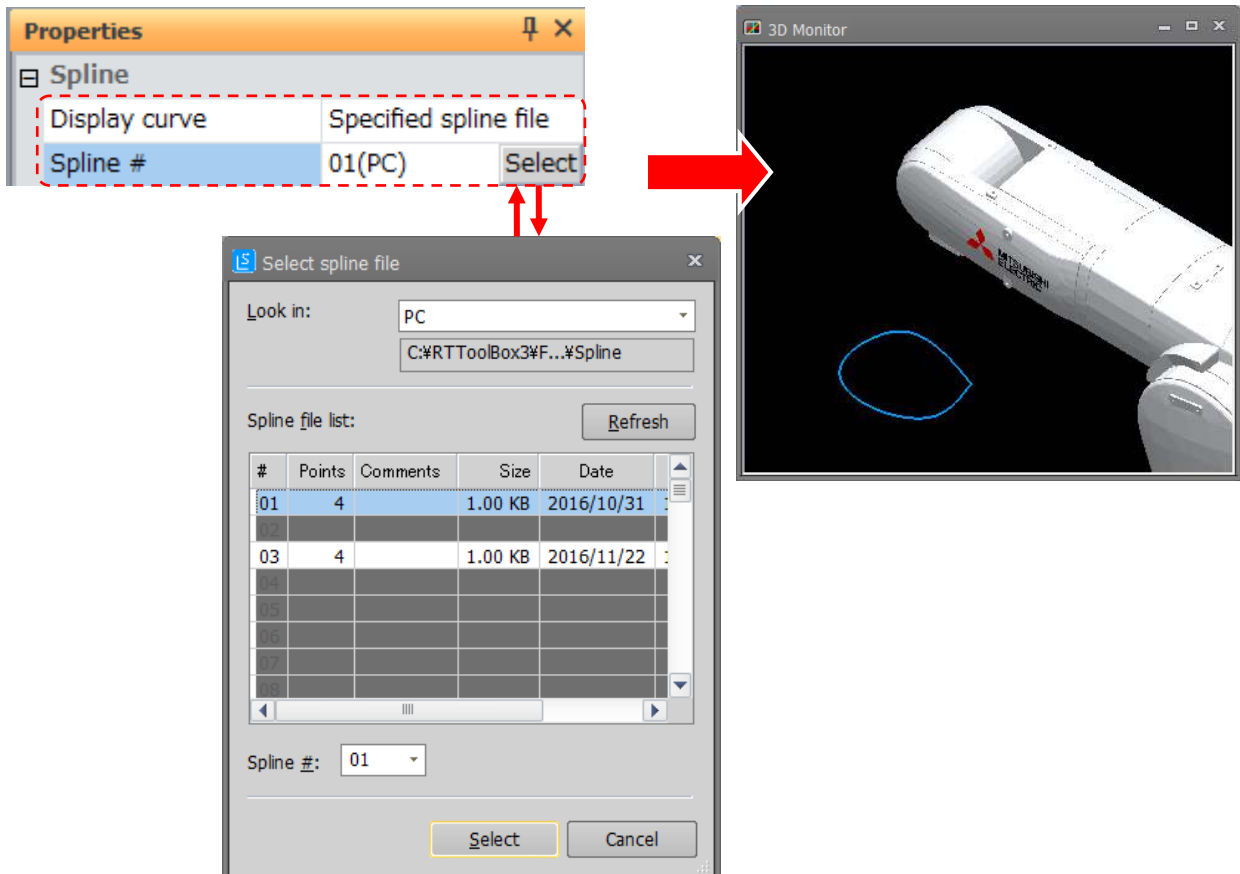 Properties
Spline
Display curve Specified spline file
Spline # 01(PC) Select
3D Monitor
MITSUBISHI
ELECTRIC
Select spline file
Look in: PC
C:¥RTToolBox3¥F...¥Spline
Spline file list: Refresh
# Points Comments Size Date
01 4 1.00 KB 2016/10/31
02
03 4 1.00 KB 2016/11/22
04
05
06
07
08
Spline #: 01
Select Cancel